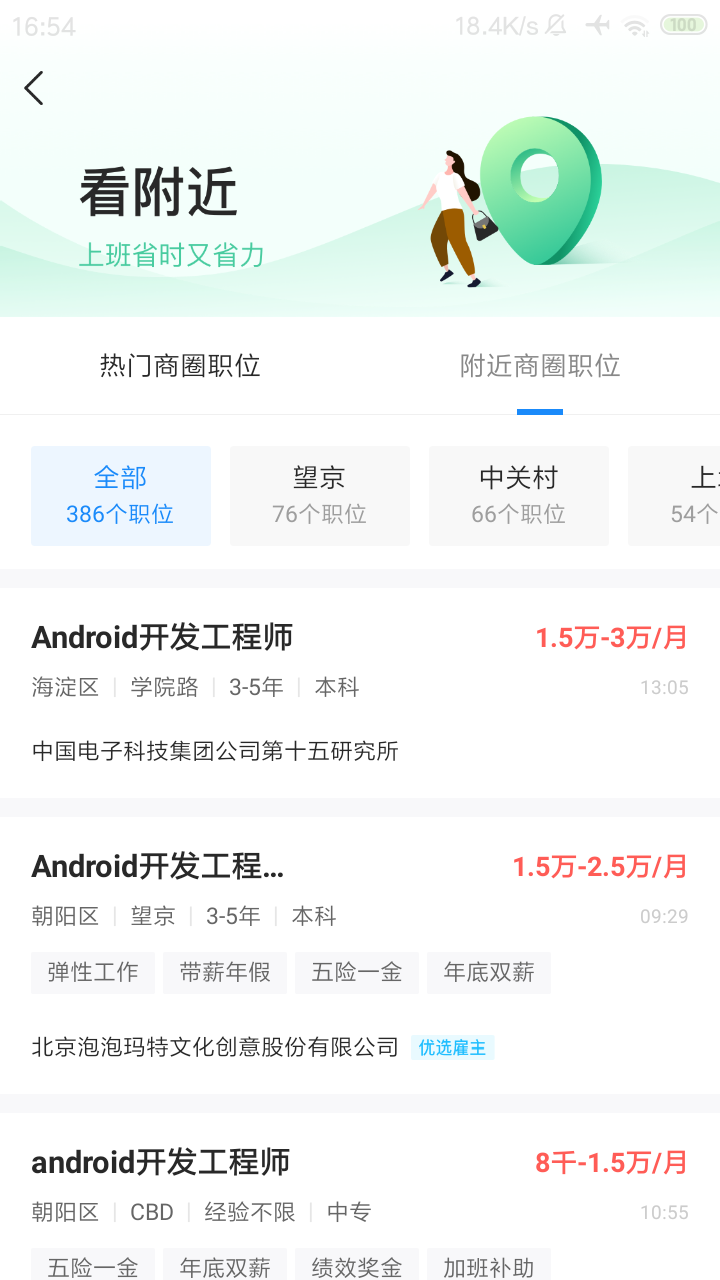 16:54 18.4K/s 100
看附近
上班省时又省力
热门商圈职位 附近商圈职位
全部 望京 中关村 上
386个职位 76个职位 66个职位 54个
Android开发工程师 1.5万-3万/月
海淀区 学院路 3-5年 本科 13:05
中国电子科技集团公司第十五研究所
Android开发工程... 1.5万-2.5万/月
朝阳区 望京 3-5年 本科 09:29
弹性工作 带薪年假 五险一金 年底双薪
北京泡泡玛特文化创意股份有限公司 优选雇主
android开发工程师 8千-1.5万/月
朝阳区 CBD 经验不限 中专 10:55
五险一金 年底双薪 绩效奖金 加班补助